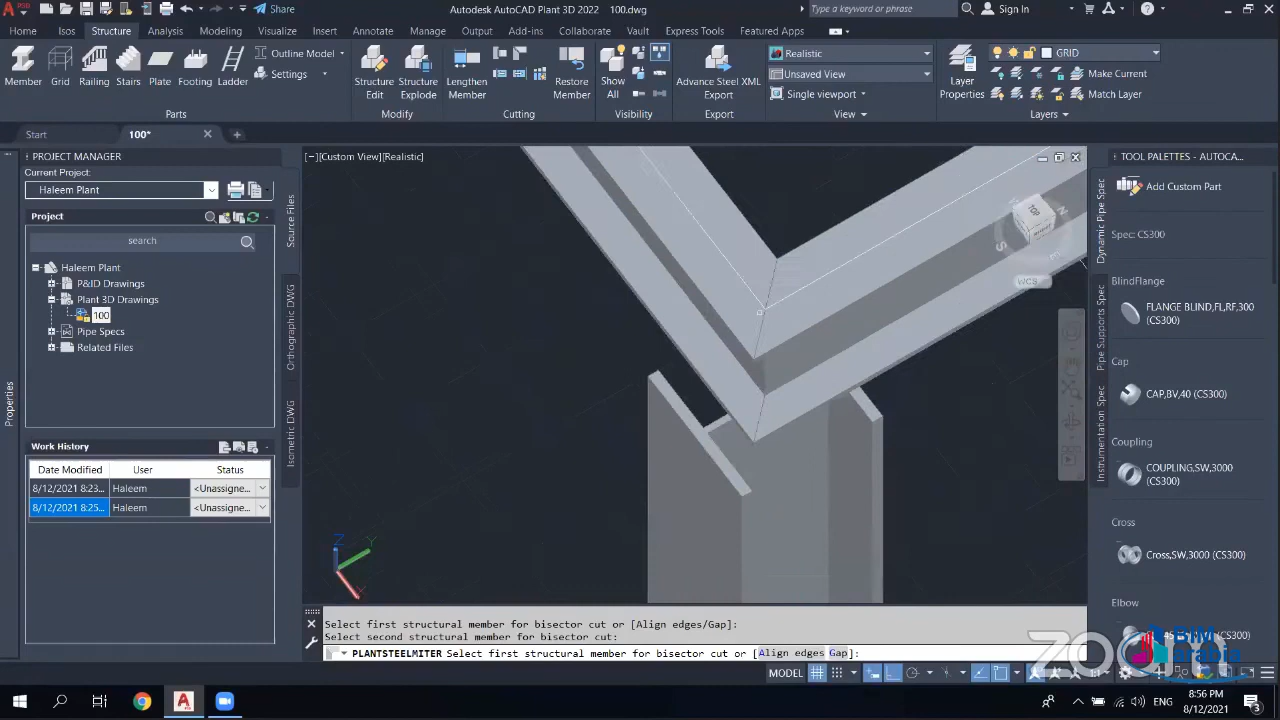 Share
Autodesk AutoCAD Plant 3D 2022   100.dwg
Type a keyword or phrase
Sign In
Home
Isos
Structure
Analysis
Modeling
Visualize
Insert
Annotate
Manage
Output
Add-ins
Collaborate
Vault
Express Tools
Featured Apps
Member
Grid
Railing
Stairs
Plate
Footing
Ladder
Outline Model
Settings
Parts
Structure
Edit
Structure
Explode
Modify
Lengthen
Member
Restore
Member
Cutting
Show
All
Visibility
Advance Steel XML
Export
Export
Realistic
Unsaved View
Single viewport
View
Layer
Properties
GRID
Make Current
Match Layer
Layers
Start
100*
PROJECT MANAGER
Current Project:
Haleem Plant
Project
search
Haleem Plant
P&ID Drawings
Plant 3D Drawings
100
Pipe Specs
Related Files
Work History
Date Modified
User
Status
8/12/2021 8:23...
Haleem
<Unassigne...
8/12/2021 8:25...
Haleem
<Unassigne...
Properties
Source Files
Orthographic DWG
Isometric DWG
[−][Custom View][Realistic]
TOP
WCS
Z
Y
X
Select first structural member for bisector cut or [Align edges/Gap]:
Select second structural member for bisector cut:
PLANTSTEELMITER Select first structural member for bisector cut or [Align edges Gap]:
TOOL PALETTES - AUTOCA...
Dynamic Pipe Spec
Pipe Supports Spec
Instrumentation Spec
Add Custom Part
Spec: CS300
BlindFlange
FLANGE BLIND,FL,RF,300
(CS300)
Cap
CAP,BV,40 (CS300)
Coupling
COUPLING,SW,3000
(CS300)
Cross
Cross,SW,3000 (CS300)
Elbow
MODEL
zoom
BIM
arabia
ENG
8:56 PM
8/12/2021
3